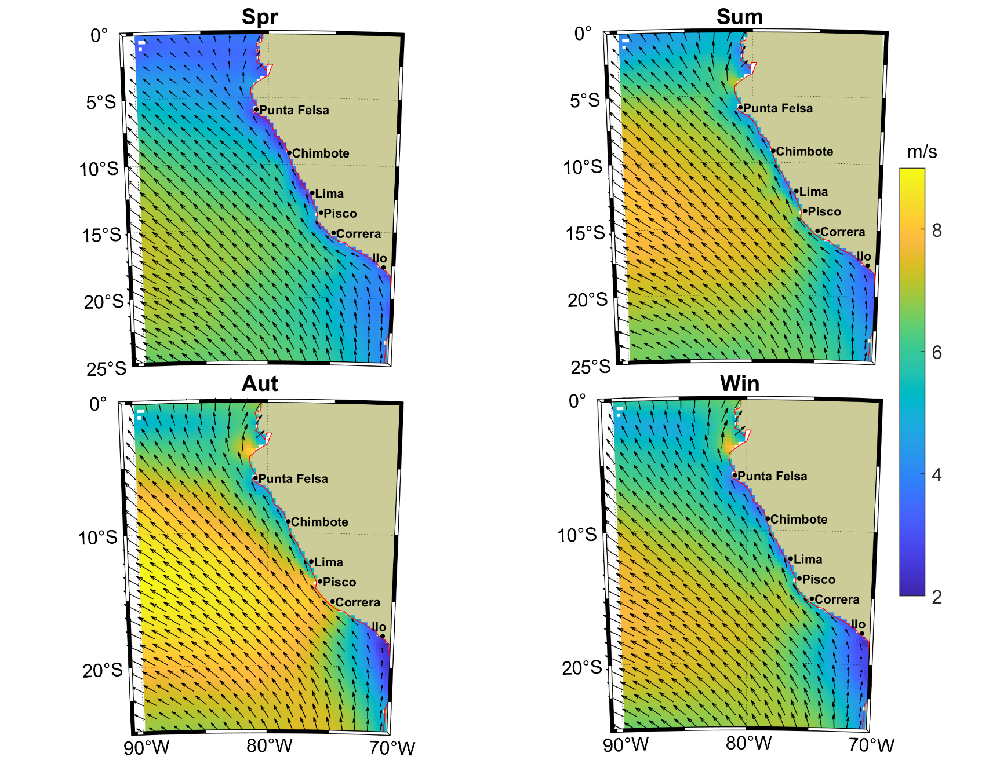 Spr
0°
5°S
10°S
15°S
20°S
25°S
Punta Felsa
Chimbote
Lima
Pisco
Correra
Ilo
Sum
0°
5°S
10°S
15°S
20°S
25°S
Punta Felsa
Chimbote
Lima
Pisco
Correra
Ilo
m/s
8
6
4
2
Aut
0°
10°S
20°S
Punta Felsa
Chimbote
Lima
Pisco
Correra
Ilo
90°W
80°W
70°W
Win
0°
10°S
20°S
Punta Felsa
Chimbote
Lima
Pisco
Correra
Ilo
90°W
80°W
70°W